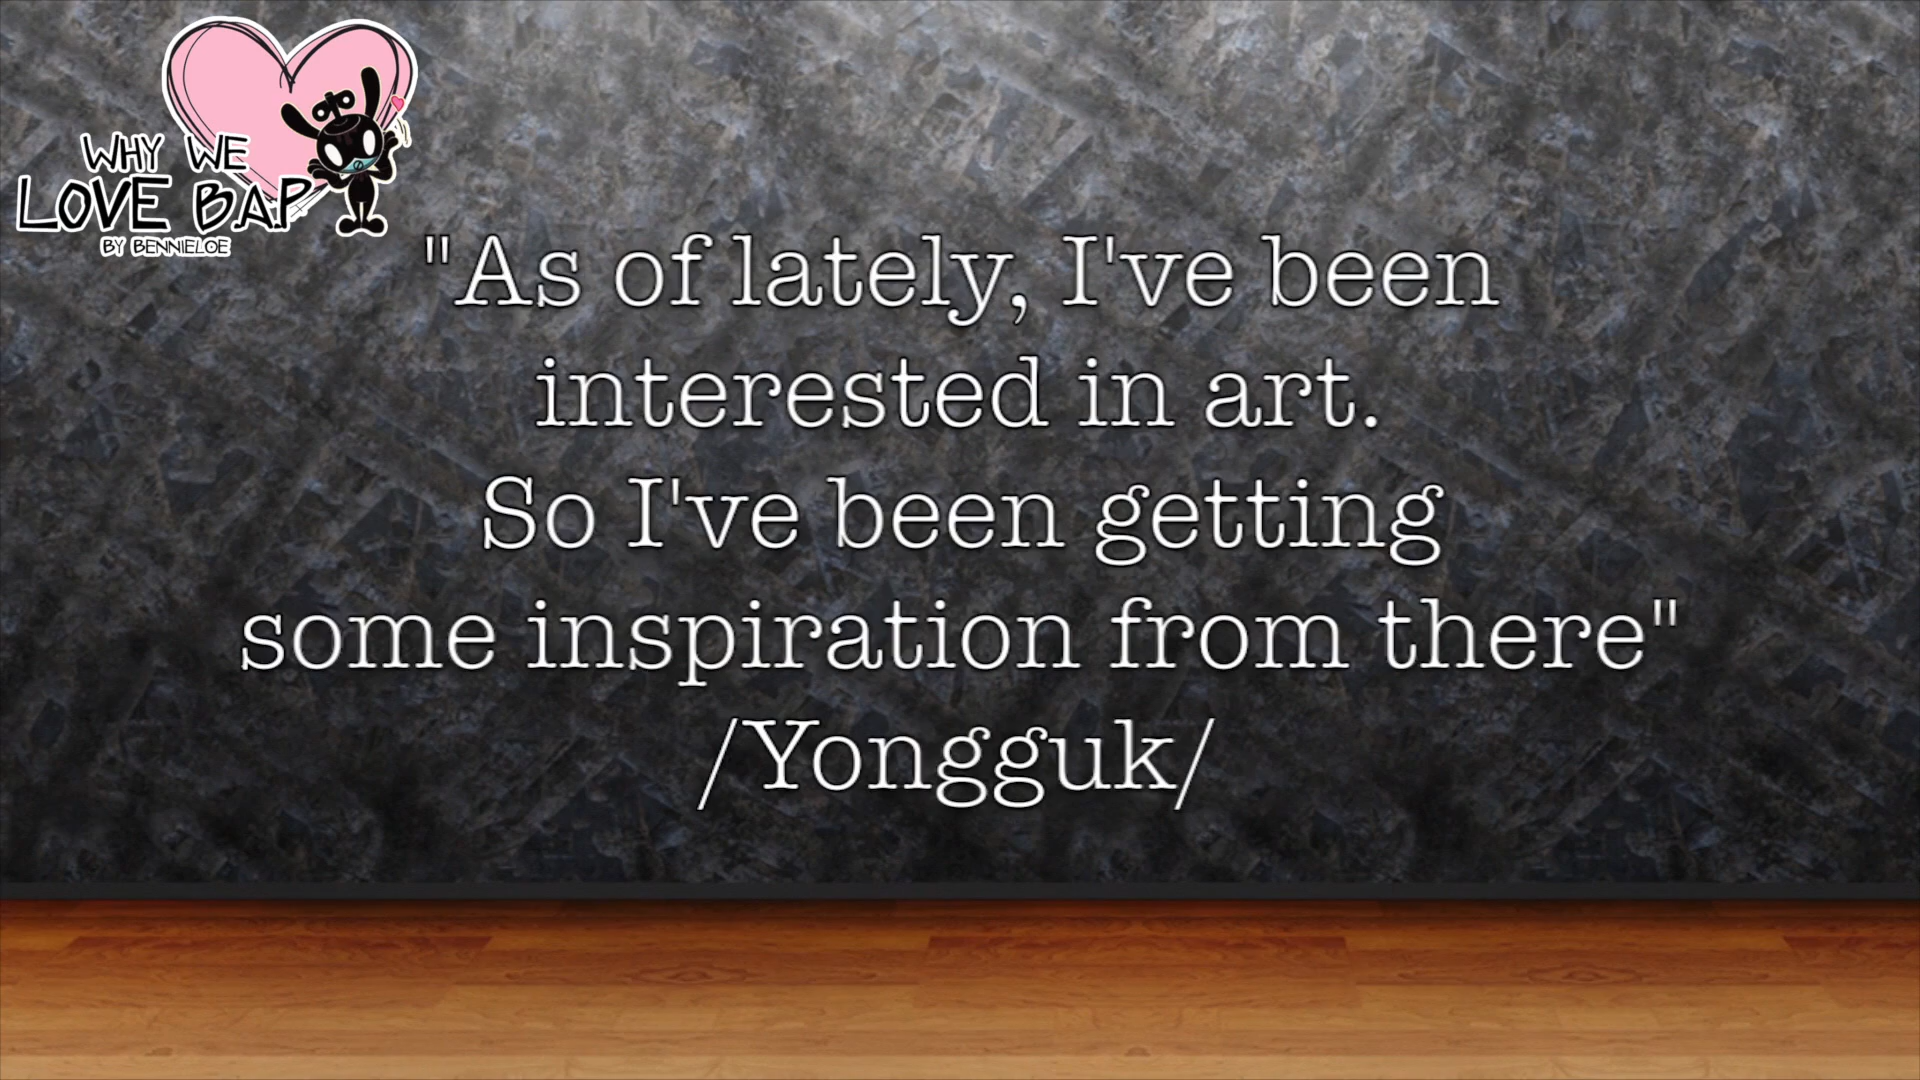 WHY WE
LOVE B.A.P
BY BENNIELOE
"As of lately, I've been
interested in art.
So I've been getting
some inspiration from there"
/Yongguk/